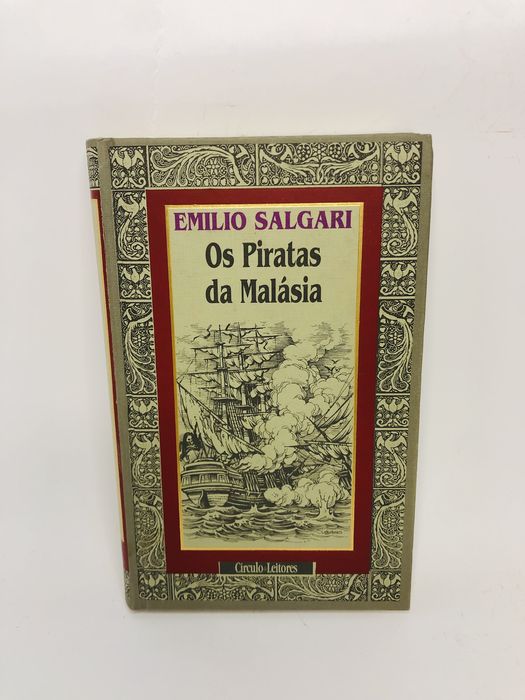 EMILIO SALGARI
Os Piratas
da Malásia
Círculo Leitores